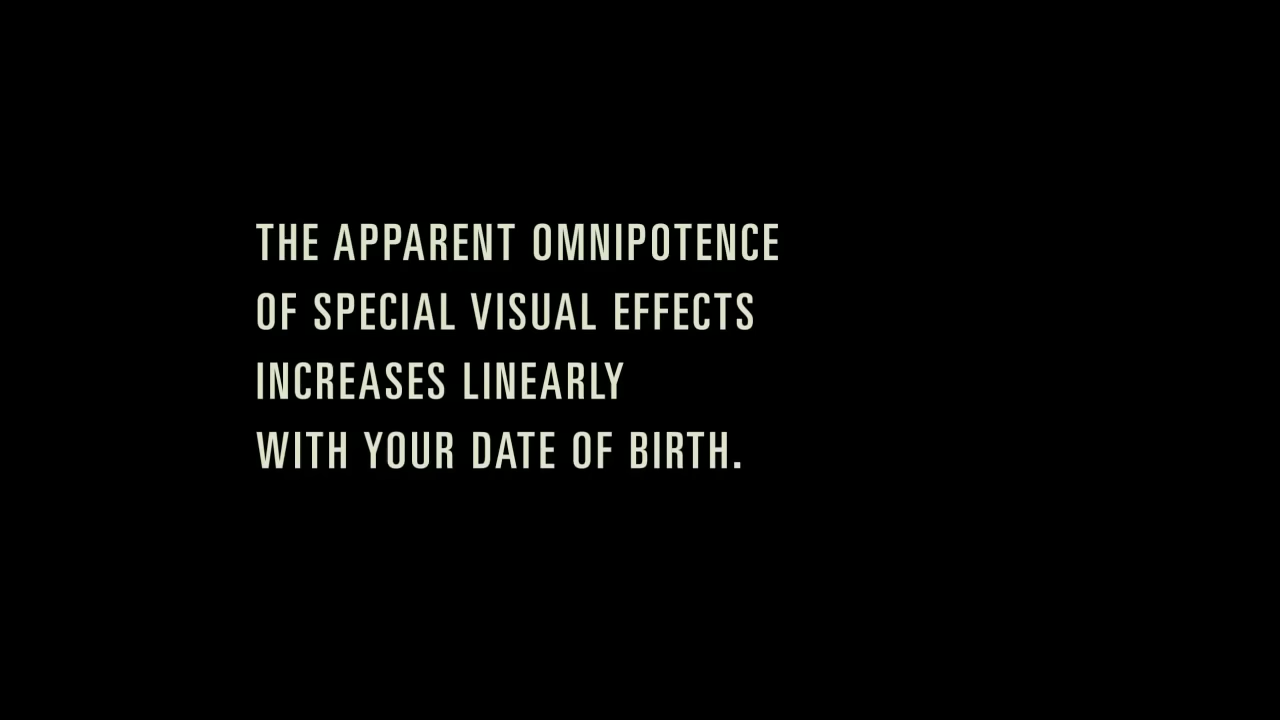 THE APPARENT OMNIPOTENCE
OF SPECIAL VISUAL EFFECTS
INCREASES LINEARLY
WITH YOUR DATE OF BIRTH.